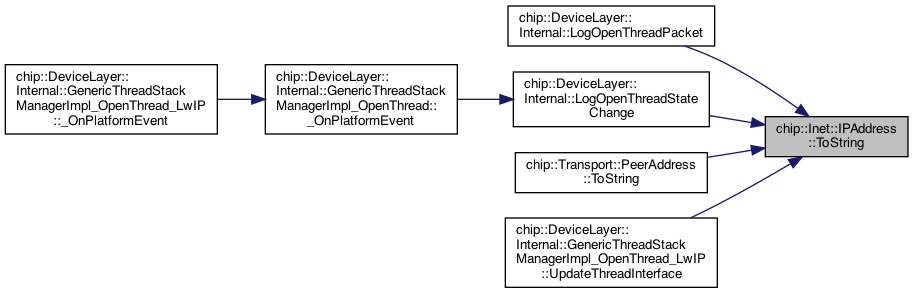 chip::DeviceLayer::
Internal::LogOpenThreadPacket
chip::DeviceLayer::
Internal::GenericThreadStack
ManagerImpl_OpenThread_LwIP
::_OnPlatformEvent
chip::DeviceLayer::
Internal::GenericThreadStack
ManagerImpl_OpenThread::
_OnPlatformEvent
chip::DeviceLayer::
Internal::LogOpenThreadState
Change
chip::Inet::IPAddress
::ToString
chip::Transport::PeerAddress
::ToString
chip::DeviceLayer::
Internal::GenericThreadStack
ManagerImpl_OpenThread_LwIP
::UpdateThreadInterface